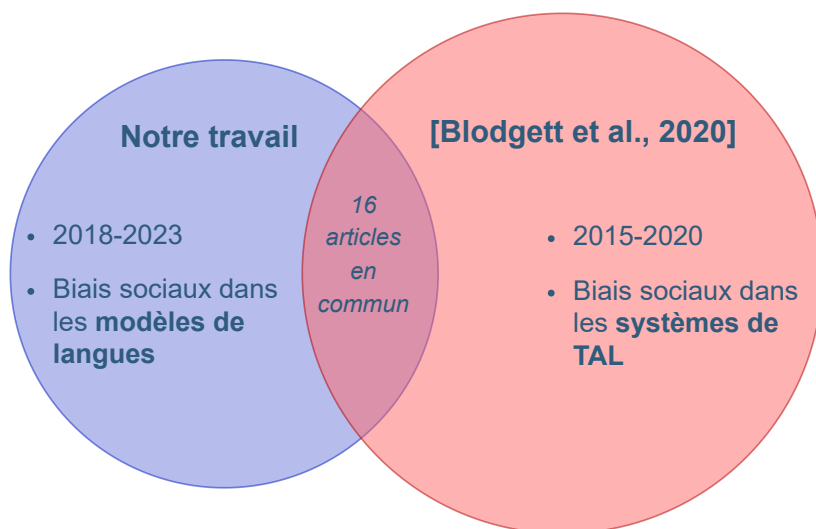 Notre travail
• 2018-2023
• Biais sociaux dans
les modèles de
langues
16
articles
en
commun
[Blodgett et al., 2020]
• 2015-2020
• Biais sociaux dans
les systèmes de
TAL